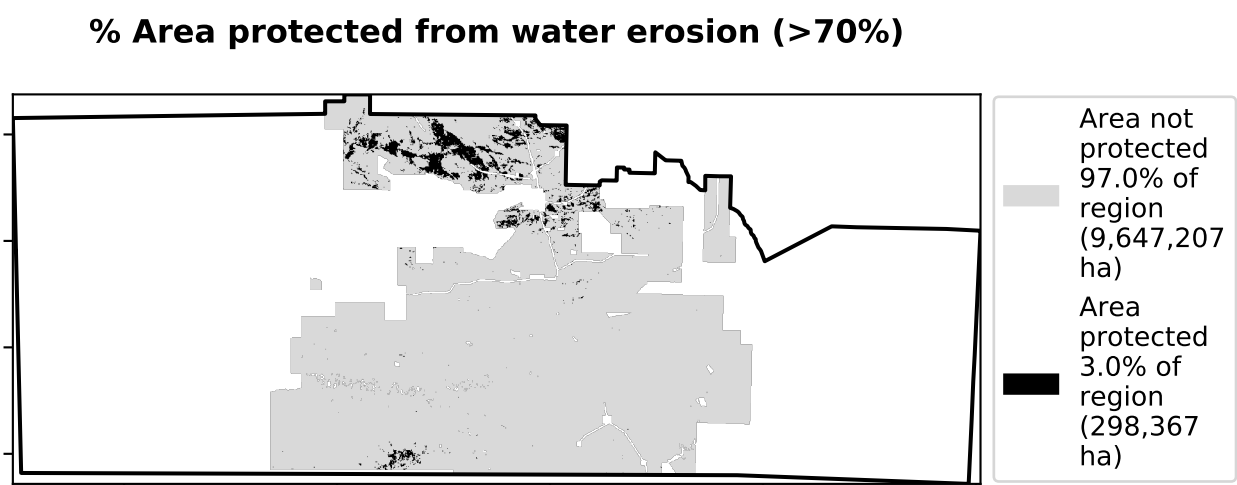 % Area protected from water erosion (>70%)
Area not
protected
97.0% of
region
(9,647,207
ha)
Area
protected
3.0% of
region
(298,367
ha)